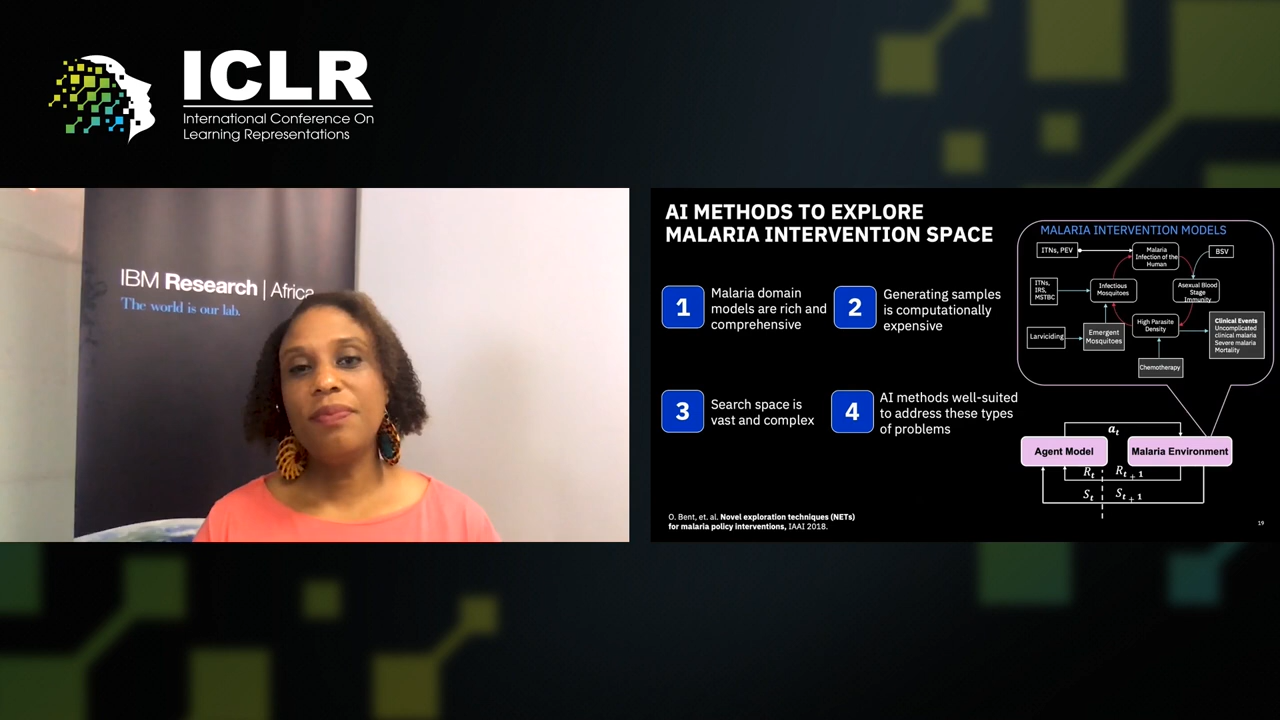 ICLR
International Conference On
Learning Representations
IBM Research | Africa
The world is our lab.
AI METHODS TO EXPLORE
MALARIA INTERVENTION SPACE
1
Malaria domain
models are rich and
comprehensive
2
Generating samples
is computationally
expensive
3
Search space is
vast and complex
4
AI methods well-suited
to address these types
of problems
MALARIA INTERVENTION MODELS
ITNs, PEV
Malaria
Infection of the
Human
BSV
ITNs,
IRS,
MSTBC
Infectious
Mosquitoes
Asexual Blood
Stage
Immunity
Larviciding
Emergent
Mosquitoes
High Parasite
Density
Clinical Events
Uncomplicated
clinical malaria
Severe malaria
Mortality
Chemotherapy
a_t
Agent Model
Malaria Environment
R_t R_{t+1}
S_t S_{t+1}
O. Bent, et. al. Novel exploration techniques (NETs)
for malaria policy interventions, IAAI 2018.
19